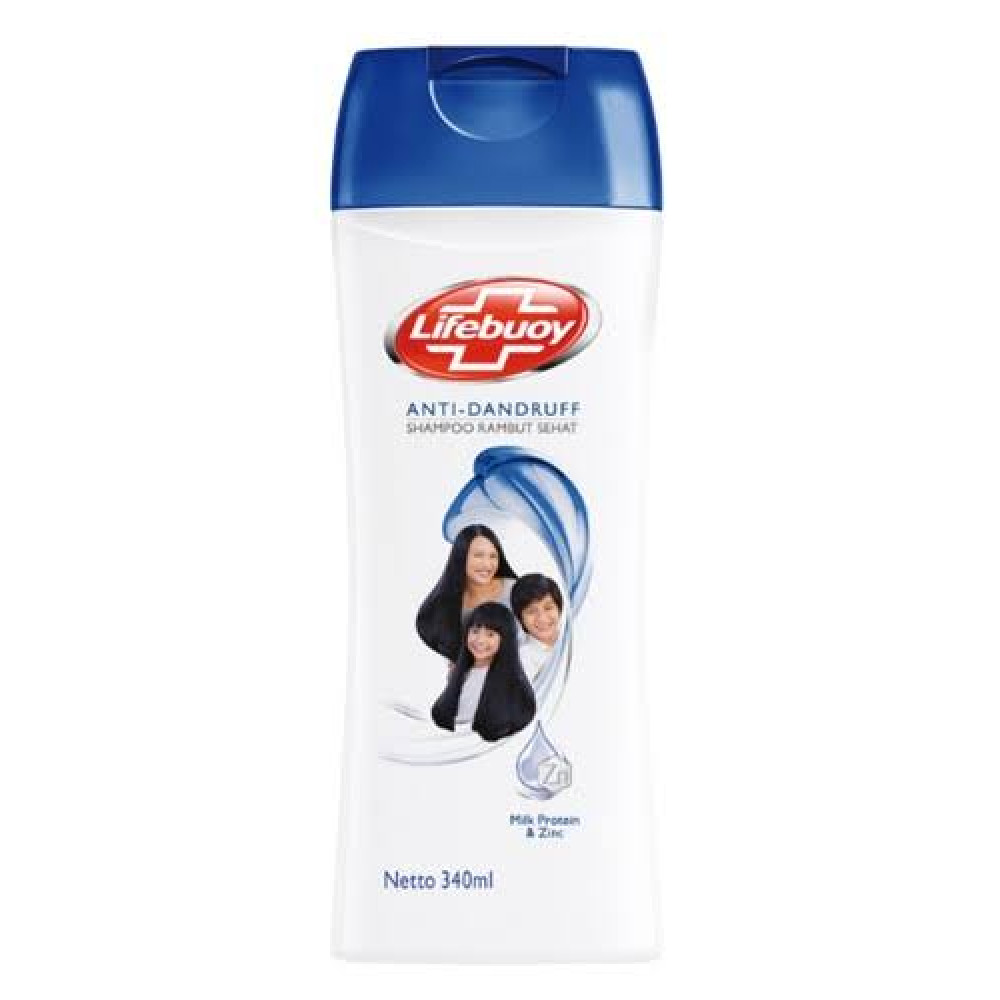 Lifebuoy
ANTI-DANDRUFF
SHAMPOO RAMBUT SEHAT
Zn
Milk Protein
& Zinc
Netto 340ml